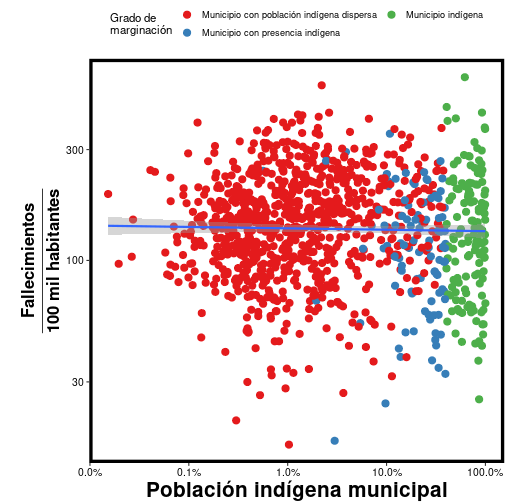 Grado de
marginación
Municipio con población indígena dispersa
Municipio indígena
Municipio con presencia indígena
Fallecimientos
100 mil habitantes
300
100
30
0.0%
0.1%
1.0%
10.0%
100.0%
Población indígena municipal